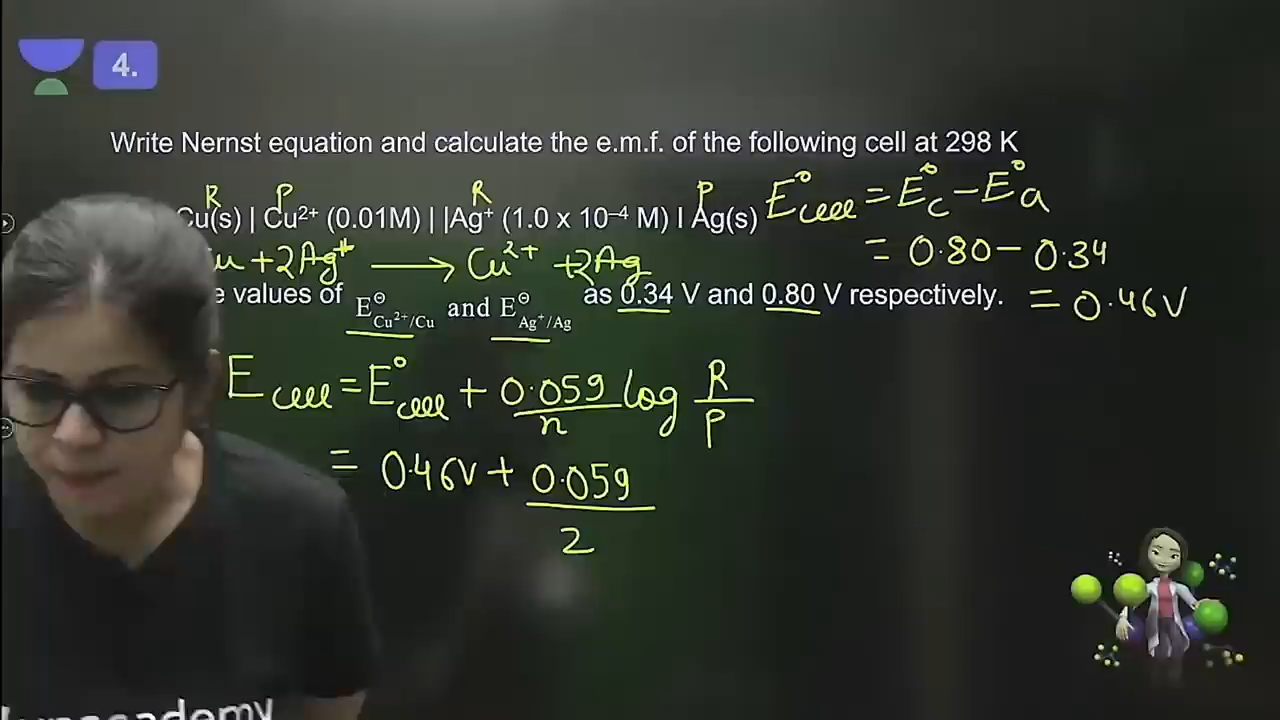 4.
Write Nernst equation and calculate the e.m.f. of the following cell at 298 K
R P R P
Cu(s) | Cu²⁺ (0.01M) | |Ag⁺ (1.0 x 10⁻⁴ M) I Ag(s)
E°cell = E°c - E°a
+ 2Ag⁺ ⟶ Cu²⁺ + 2Ag
= 0.80 - 0.34
values of E⊖Cu²⁺/Cu and E⊖Ag⁺/Ag as 0.34 V and 0.80 V respectively.
= 0.46V
Ecell = E°cell + 0.059/n log R/P
= 0.46V + 0.059/2